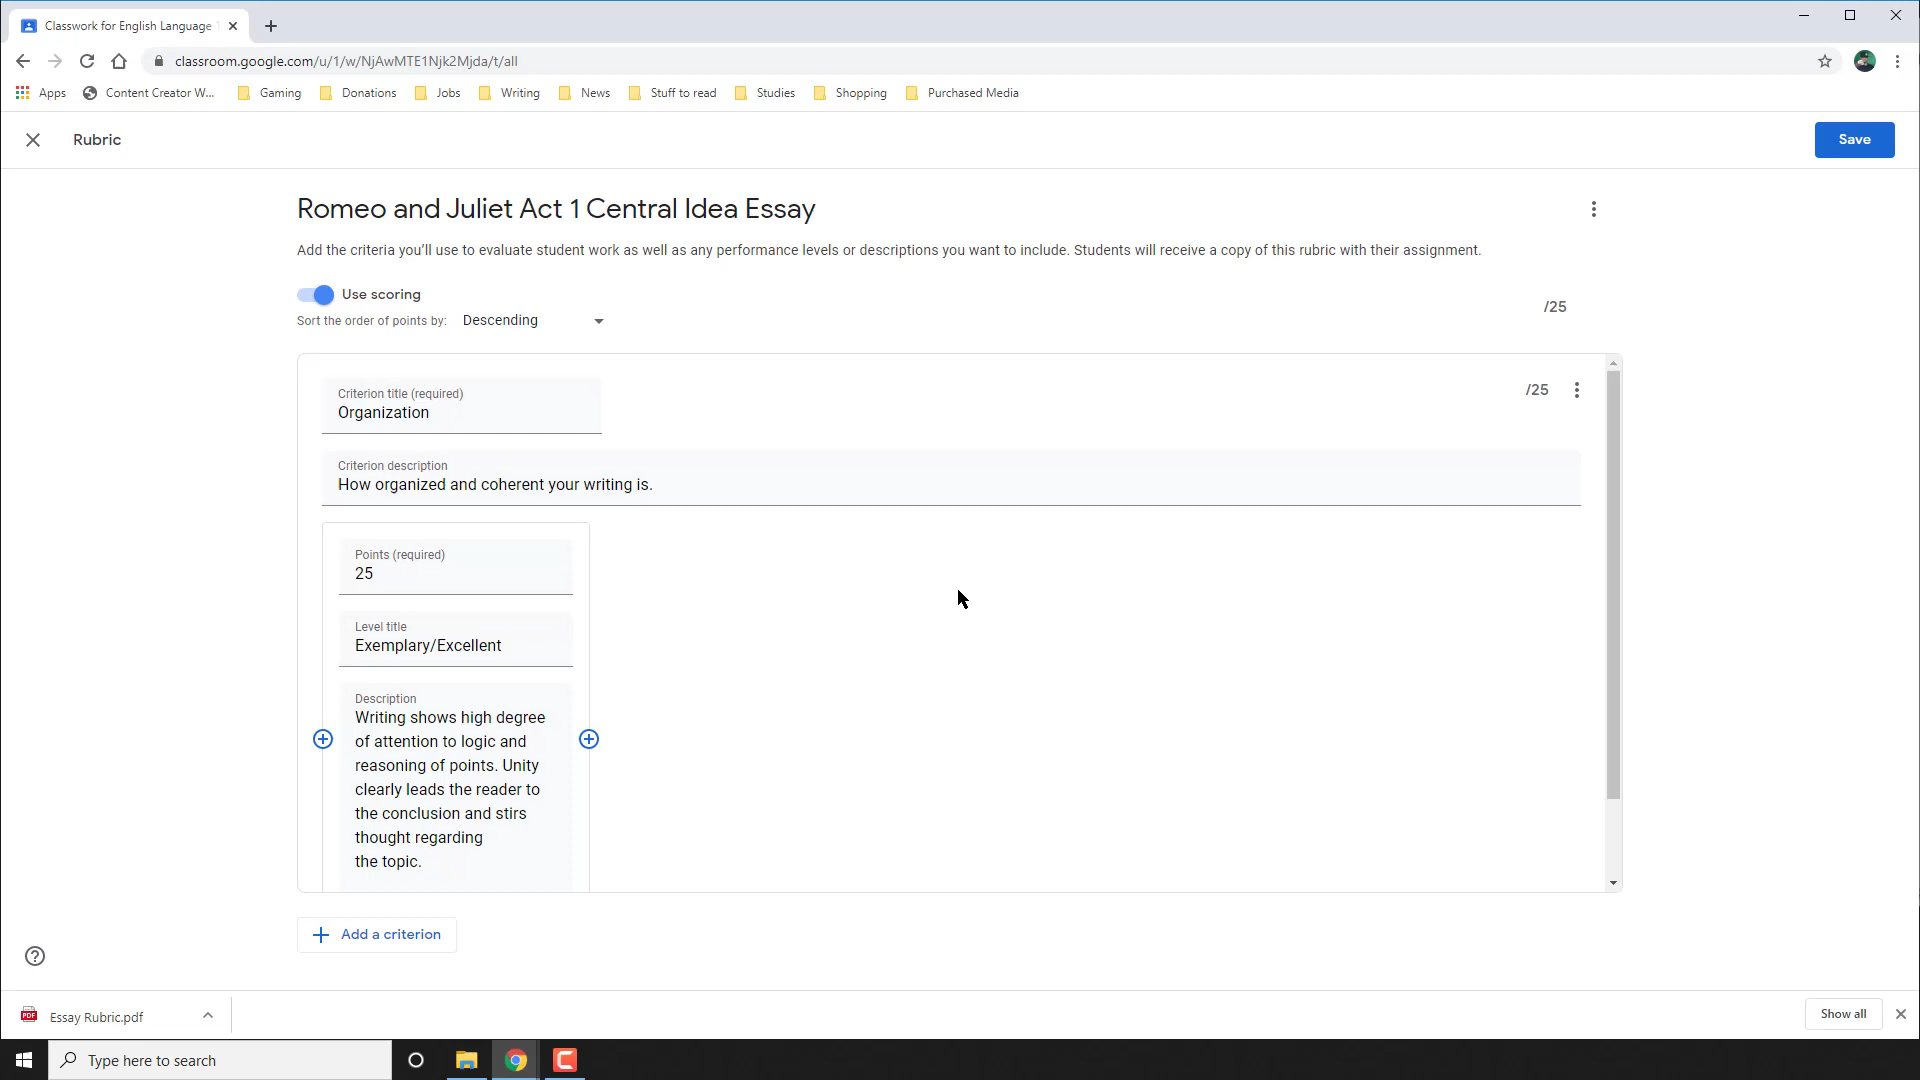 Classwork for English Language
classroom.google.com/u/1/w/NjAwMTE1Njk2Mjda/t/all
Apps
Content Creator W...
Gaming
Donations
Jobs
Writing
News
Stuff to read
Studies
Shopping
Purchased Media
Rubric
Save
Romeo and Juliet Act 1 Central Idea Essay
Add the criteria you'll use to evaluate student work as well as any performance levels or descriptions you want to include. Students will receive a copy of this rubric with their assignment.
Use scoring
Sort the order of points by: Descending
/25
Criterion title (required)
Organization
/25
Criterion description
How organized and coherent your writing is.
Points (required)
25
Level title
Exemplary/Excellent
Description
Writing shows high degree
of attention to logic and
reasoning of points. Unity
clearly leads the reader to
the conclusion and stirs
thought regarding
the topic.
Add a criterion
PDF
Essay Rubric.pdf
Show all
Type here to search